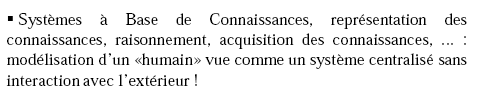 ▪ Systèmes à Base de Connaissances, représentation des
connaissances, raisonnement, acquisition des connaissances, ... :
modélisation d'un «humain» vue comme un système centralisé sans
interaction avec l'extérieur !